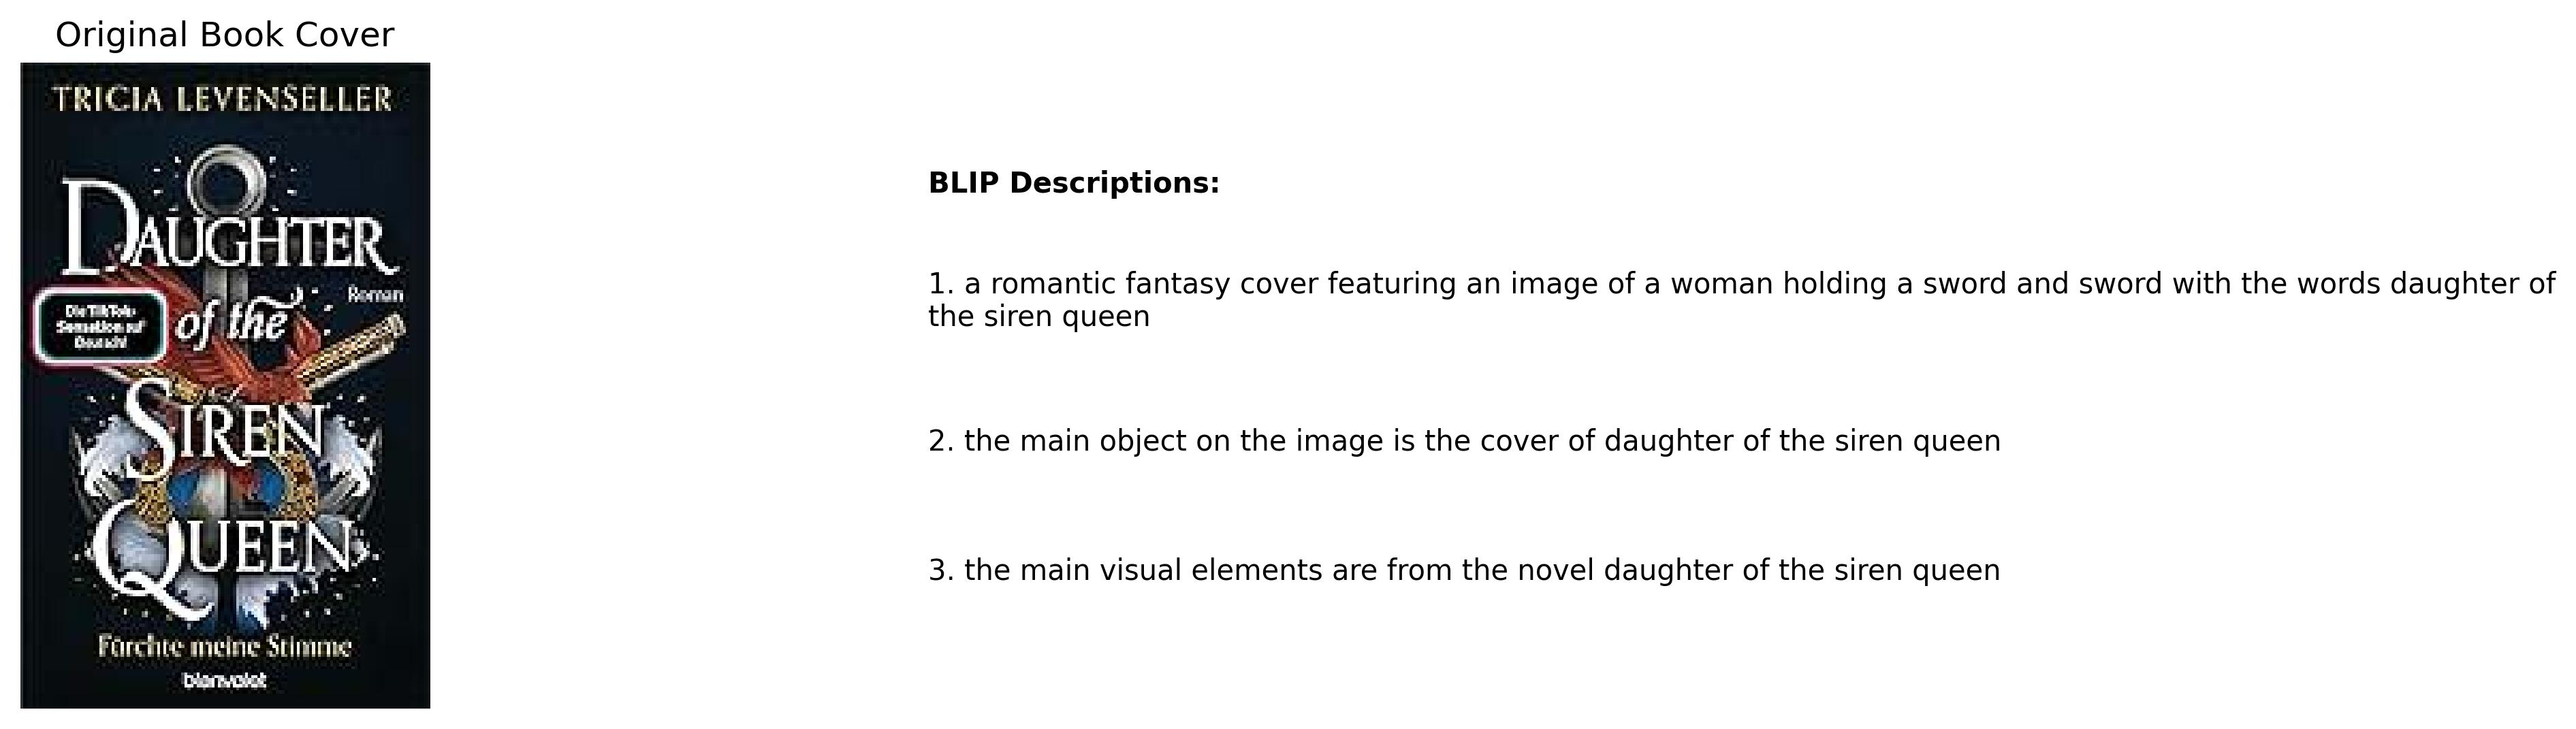 Original Book Cover
TRICIA LEVENSELLER
DAUGHTER
Roman
Die TikTok-
Sensation auf
Deutsch!
of the
SIREN
QUEEN
Fürchte meine Stimme
blanvalet
BLIP Descriptions:
1. a romantic fantasy cover featuring an image of a woman holding a sword and sword with the words daughter of
the siren queen
2. the main object on the image is the cover of daughter of the siren queen
3. the main visual elements are from the novel daughter of the siren queen